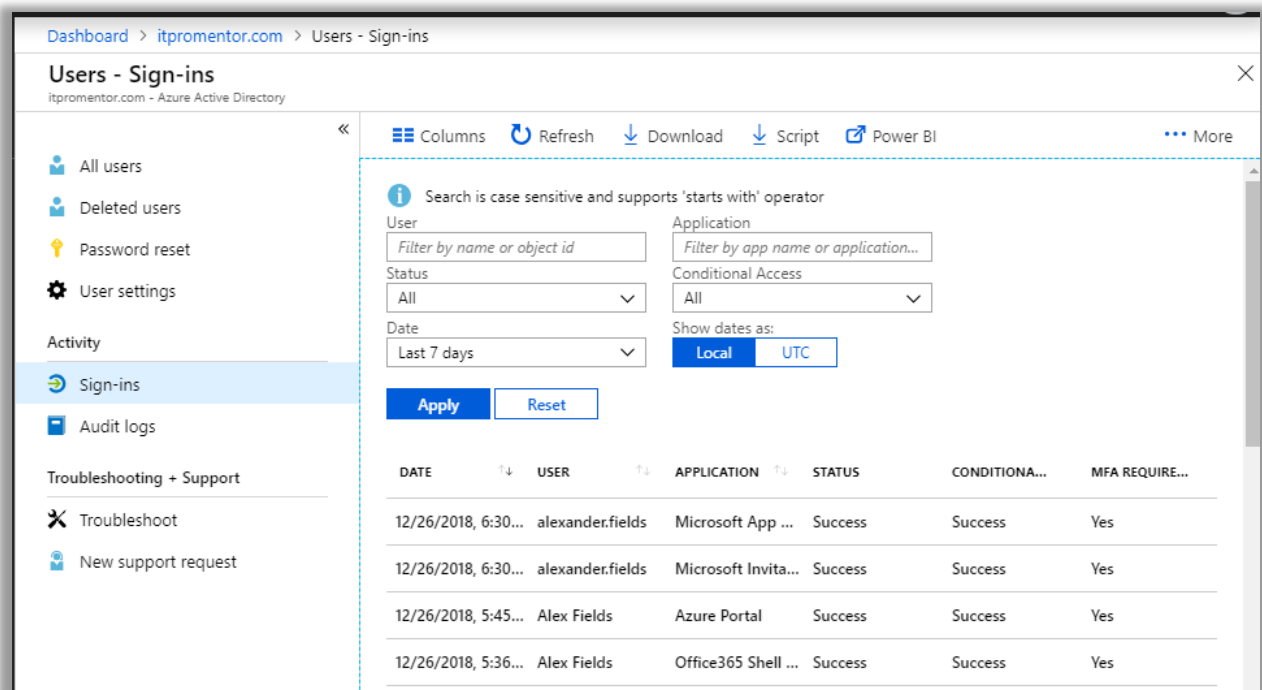 Dashboard > itpromentor.com > Users - Sign-ins
Users - Sign-ins
itpromentor.com - Azure Active Directory
All users
Deleted users
Password reset
User settings
Activity
Sign-ins
Audit logs
Troubleshooting + Support
Troubleshoot
New support request
Columns Refresh Download Script Power BI ••• More
Search is case sensitive and supports 'starts with' operator
User Application
Filter by name or object id Filter by app name or application...
Status Conditional Access
All All
Date Show dates as:
Last 7 days Local UTC
Apply Reset
DATE USER APPLICATION STATUS CONDITIONA... MFA REQUIRE...
12/26/2018, 6:30... alexander.fields Microsoft App ... Success Success Yes
12/26/2018, 6:30... alexander.fields Microsoft Invita... Success Success Yes
12/26/2018, 5:45... Alex Fields Azure Portal Success Success Yes
12/26/2018, 5:36... Alex Fields Office365 Shell ... Success Success Yes